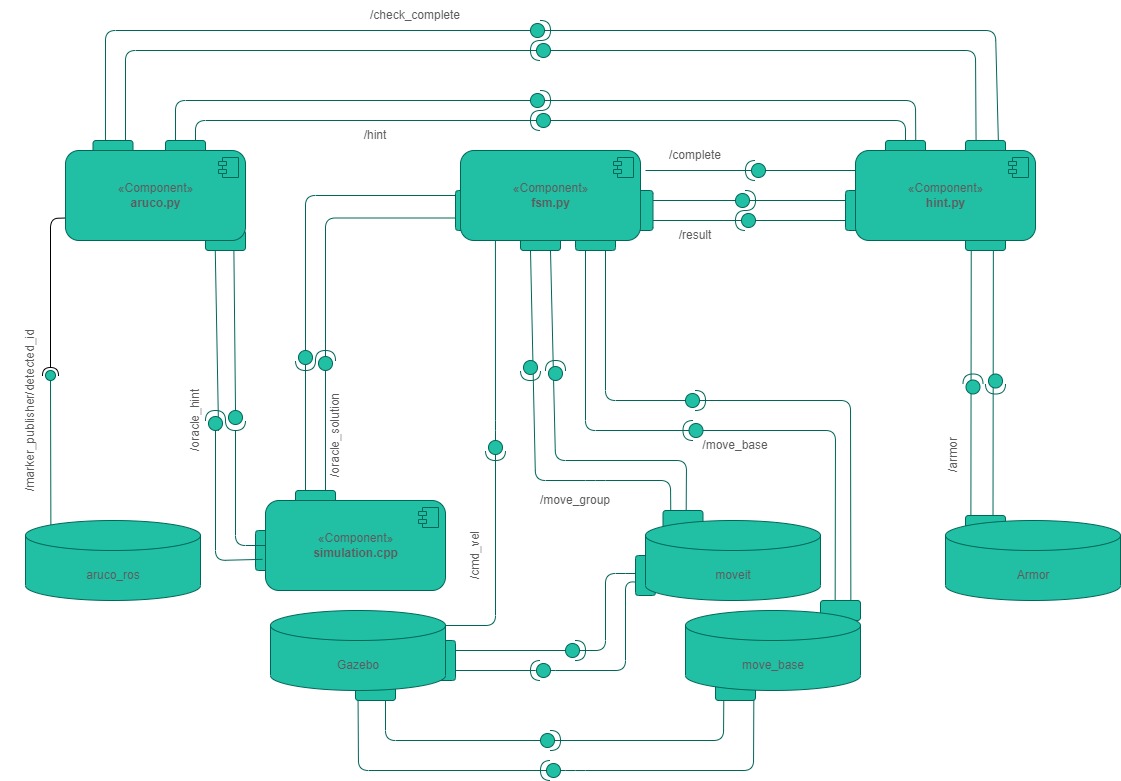 /check_complete
/hint
«Component»
aruco.py
«Component»
fsm.py
/complete
/result
«Component»
hint.py
/marker_publisher/detected_id
/oracle_hint
/oracle_solution
/move_base
/armor
/move_group
«Component»
simulation.cpp
/cmd_vel
aruco_ros
moveit
Armor
Gazebo
move_base